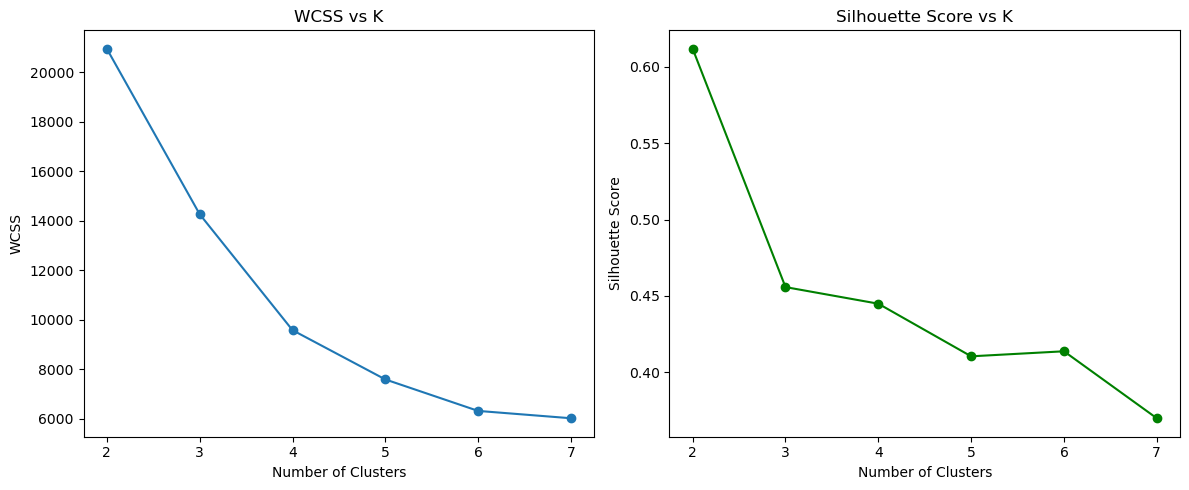 WCSS vs K
20000
18000
16000
14000
12000
10000
8000
6000
WCSS
2 3 4 5 6 7
Number of Clusters
Silhouette Score vs K
0.60
0.55
0.50
0.45
0.40
Silhouette Score
2 3 4 5 6 7
Number of Clusters